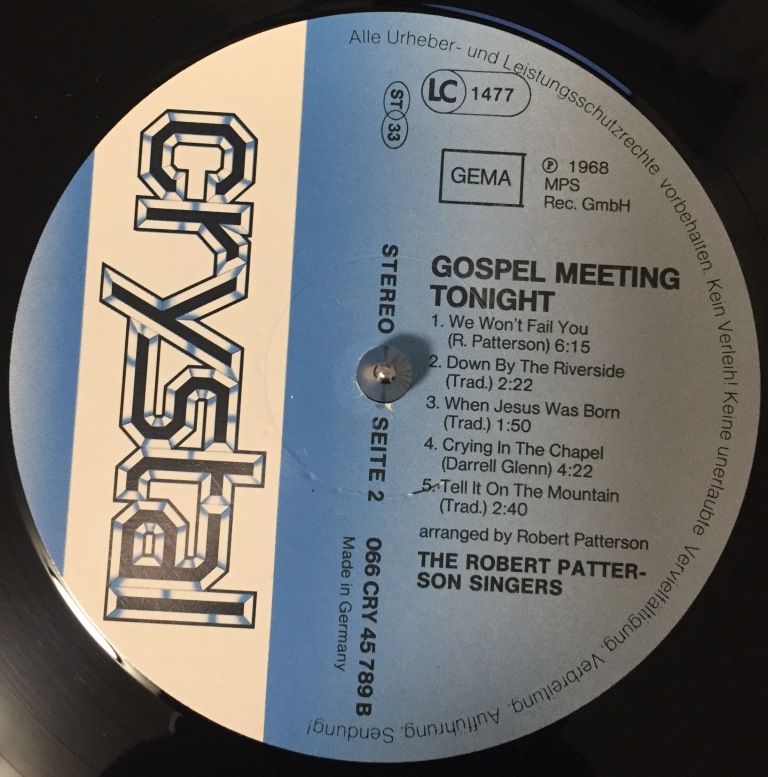 Alle Urheber- und Leistungsschutzrechte vorbehalten. Kein Verleih! Keine unerlaubte Vervielfältigung, Verbreitung, Aufführung, Sendung!
crystal
ST 33
LC 1477
GEMA
℗ 1968
MPS
Rec. GmbH
STEREO
SEITE 2
066 CRY 45 789 B
Made in Germany
GOSPEL MEETING
TONIGHT
1. We Won't Fail You
(R. Patterson) 6:15
2. Down By The Riverside
(Trad.) 2:22
3. When Jesus Was Born
(Trad.) 1:50
4. Crying In The Chapel
(Darrell Glenn) 4:22
5. Tell It On The Mountain
(Trad.) 2:40
arranged by Robert Patterson
THE ROBERT PATTER-
SON SINGERS